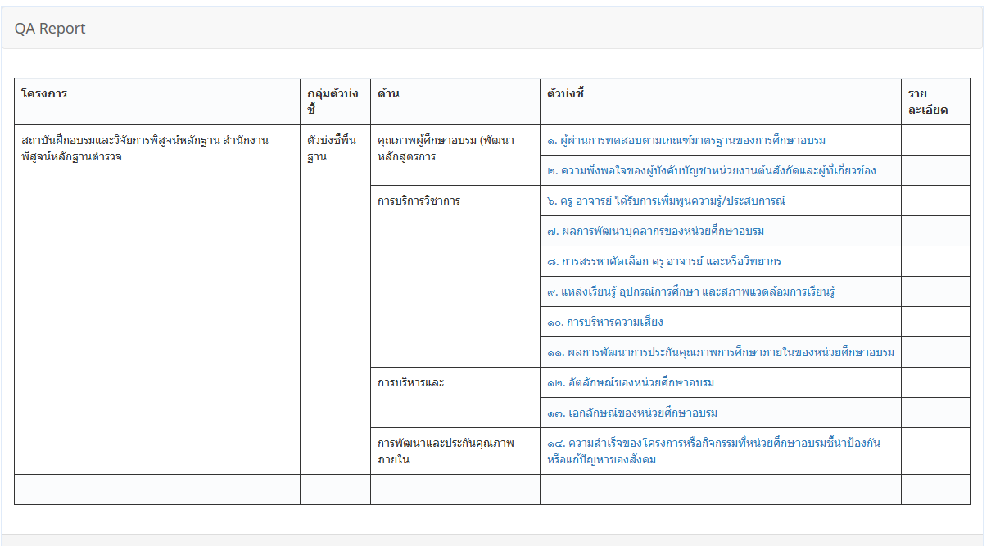 QA Report
โครงการ
กลุ่มตัวบ่ง
ชี้
ด้าน
ตัวบ่งชี้
ราย
ละเอียด
สถาบันฝึกอบรมและวิจัยการพิสูจน์หลักฐาน สำนักงาน
พิสูจน์หลักฐานตำรวจ
ตัวบ่งชี้พื้น
ฐาน
คุณภาพผู้ศึกษาอบรม (พัฒนา
หลักสูตรการ
๑. ผู้ผ่านการทดสอบตามเกณฑ์มาตรฐานของการศึกษาอบรม
๒. ความพึงพอใจของผู้บังคับบัญชาหน่วยงานต้นสังกัดและผู้ที่เกี่ยวข้อง
การบริการวิชาการ
๖. ครู อาจารย์ ได้รับการเพิ่มพูนความรู้/ประสบการณ์
๗. ผลการพัฒนาบุคลากรของหน่วยศึกษาอบรม
๘. การสรรหาคัดเลือก ครู อาจารย์ และหรือวิทยากร
๙. แหล่งเรียนรู้ อุปกรณ์การศึกษา และสภาพแวดล้อมการเรียนรู้
๑๐. การบริหารความเสี่ยง
๑๑. ผลการพัฒนาการประกันคุณภาพการศึกษาภายในของหน่วยศึกษาอบรม
การบริหารและ
๑๒. อัตลักษณ์ของหน่วยศึกษาอบรม
๑๓. เอกลักษณ์ของหน่วยศึกษาอบรม
การพัฒนาและประกันคุณภาพ
ภายใน
๑๔. ความสำเร็จของโครงการหรือกิจกรรมที่หน่วยศึกษาอบรมชี้นำป้องกัน
หรือแก้ปัญหาของสังคม